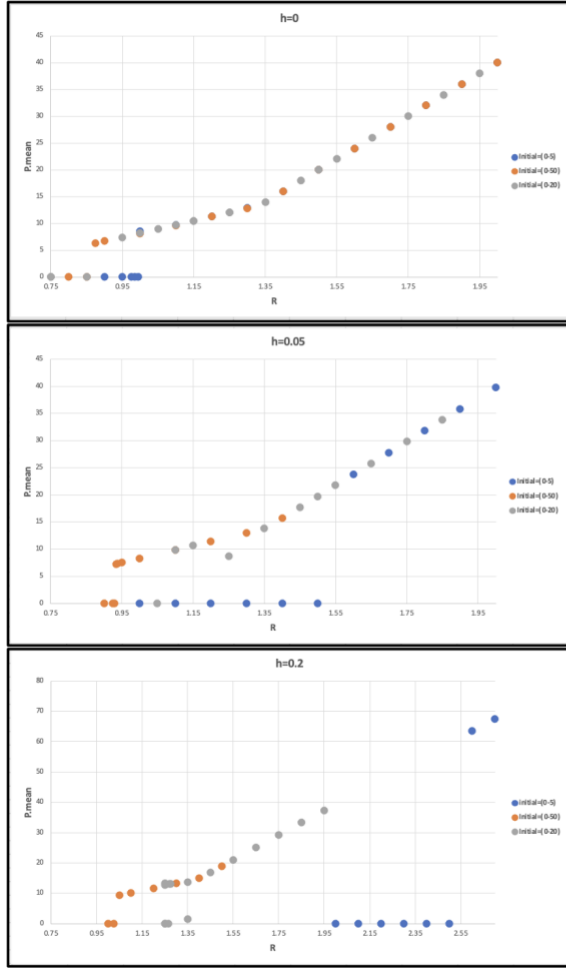 h=0
45
40
35
30
25
20
15
10
5
0
P.mean
0.75 0.95 1.15 1.35 1.55 1.75 1.95
R
Initial=(0-5)
Initial=(0-50)
Initial=(0-20)
h=0.05
45
40
35
30
25
20
15
10
5
0
P.mean
0.75 0.95 1.15 1.35 1.55 1.75 1.95
R
Initial=(0-5)
Initial=(0-50)
Initial=(0-20)
h=0.2
80
70
60
50
40
30
20
10
0
P.mean
0.75 0.95 1.15 1.35 1.55 1.75 1.95 2.15 2.35 2.55
R
Initial=(0-5)
Initial=(0-50)
Initial=(0-20)